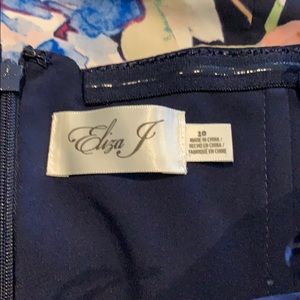 Eliza J
10
MADE IN CHINA /
HECHO EN CHINA /
FABRIQUÉ EN CHINE